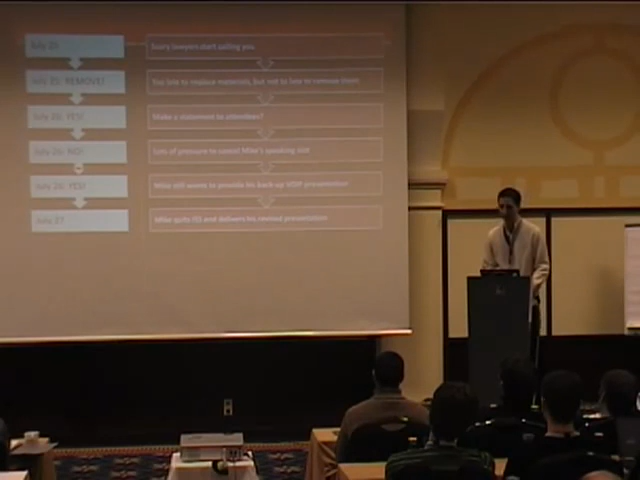 July 25
Scary lawyers start calling you
July 25: REMOVE!
Too late to replace materials, but not to late to remove them
July 26: YES!
Make a statement to attendees?
July 26: NO!
Lots of pressure to cancel Mike's speaking slot
July 26: YES!
Mike still wants to provide his back-up VOIP presentation
July 27
Mike quits ISS and delivers his revised presentation